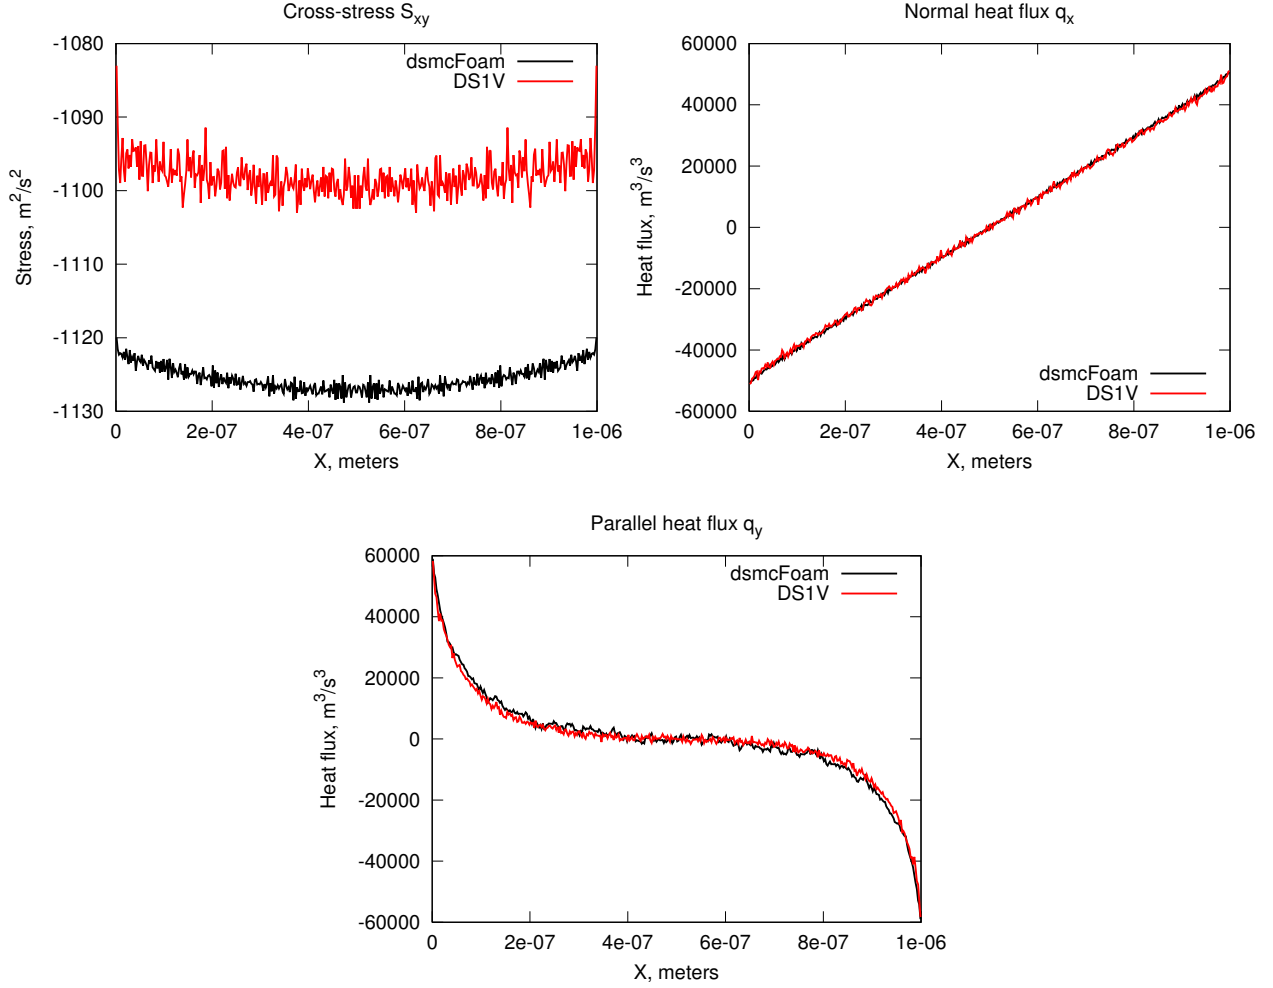 Cross-stress Sxy
-1080
-1090
-1100
-1110
-1120
-1130
Stress, m2/s2
dsmcFoam
DS1V
0
2e-07
4e-07
6e-07
8e-07
1e-06
X, meters
Normal heat flux qx
60000
40000
20000
0
-20000
-40000
-60000
Heat flux, m3/s3
dsmcFoam
DS1V
0
2e-07
4e-07
6e-07
8e-07
1e-06
X, meters
Parallel heat flux qy
60000
40000
20000
0
-20000
-40000
-60000
Heat flux, m3/s3
dsmcFoam
DS1V
0
2e-07
4e-07
6e-07
8e-07
1e-06
X, meters